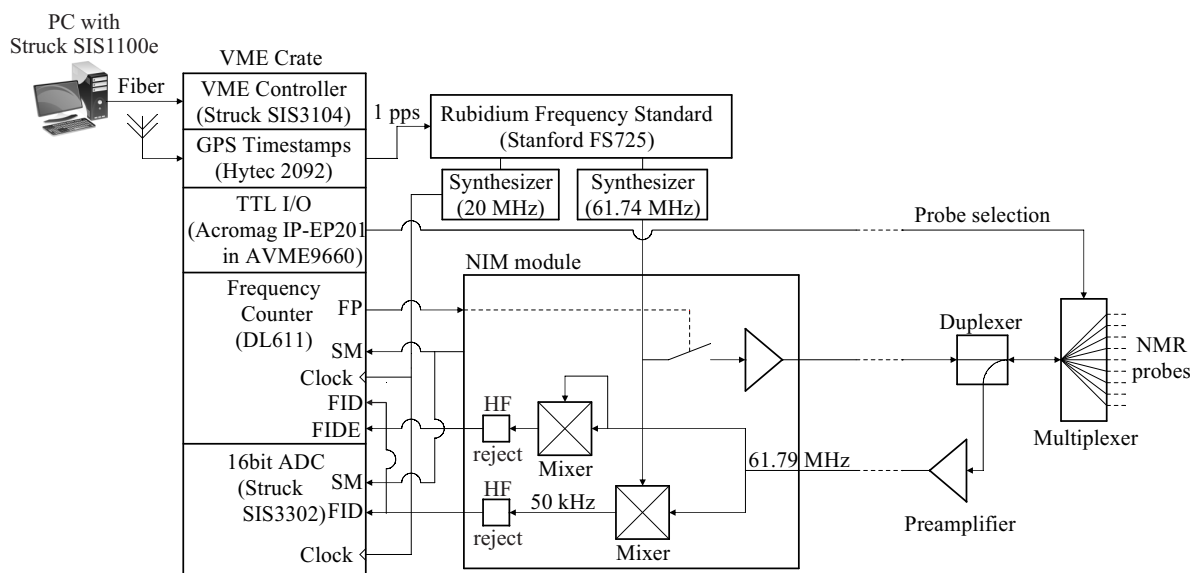 PC with
Struck SIS1100e
Fiber
VME Crate
VME Controller
(Struck SIS3104)
GPS Timestamps
(Hytec 2092)
TTL I/O
(Acromag IP-EP201
in AVME9660)
Frequency
Counter
(DL611)
FP
SM
Clock
FID
FIDE
16bit ADC
(Struck
SIS3302)
SM
FID
Clock
1 pps
Rubidium Frequency Standard
(Stanford FS725)
Synthesizer
(20 MHz)
Synthesizer
(61.74 MHz)
Probe selection
NIM module
HF
reject
Mixer
HF
reject
50 kHz
Mixer
61.79 MHz
Duplexer
Preamplifier
Multiplexer
NMR
probes